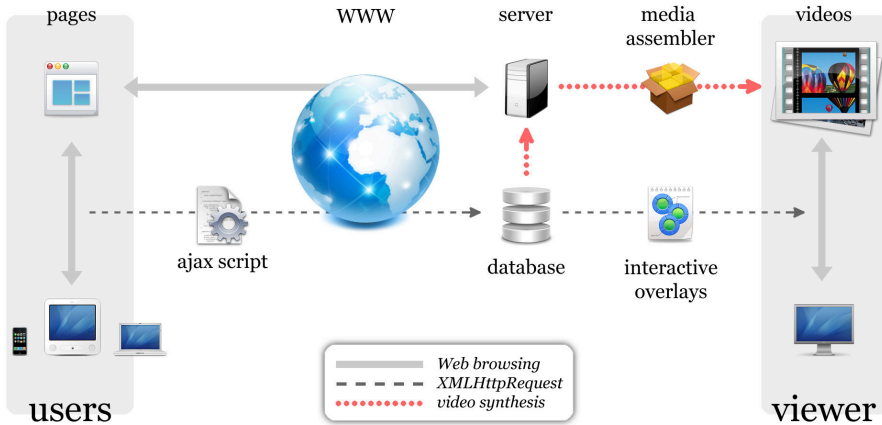 pages
WWW
server
media
assembler
videos
ajax script
database
interactive
overlays
Web browsing
XMLHttpRequest
video synthesis
users
viewer